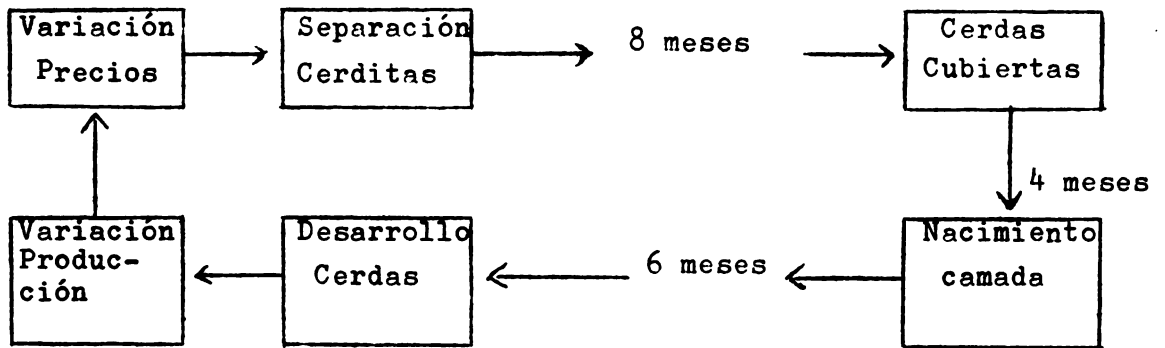 Variación
Precios
Separación
Cerditas
8 meses
Cerdas
Cubiertas
4 meses
Variación
Produc-
ción
Desarrollo
Cerdas
6 meses
Nacimiento
camada